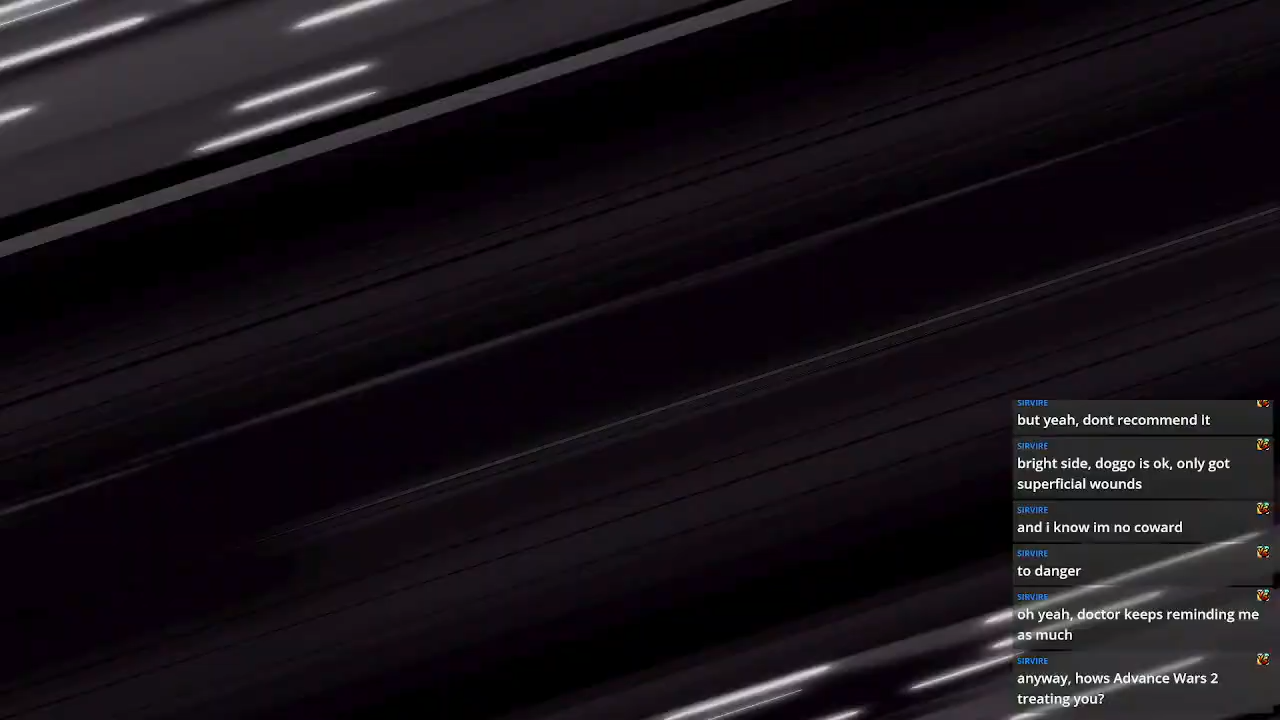 SIRVIRE
but yeah, dont recommend it
SIRVIRE
bright side, doggo is ok, only got
superficial wounds
SIRVIRE
and i know im no coward
SIRVIRE
to danger
SIRVIRE
oh yeah, doctor keeps reminding me
as much
SIRVIRE
anyway, hows Advance Wars 2
treating you?